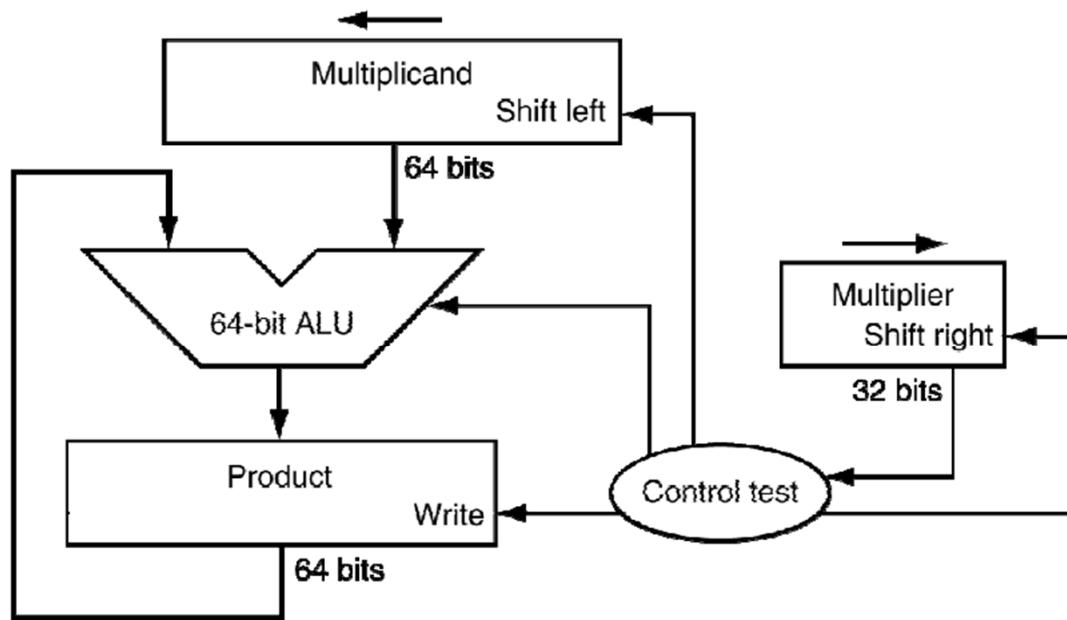 Multiplicand
Shift left
64 bits
64-bit ALU
Multiplier
Shift right
32 bits
Product
Write
Control test
64 bits